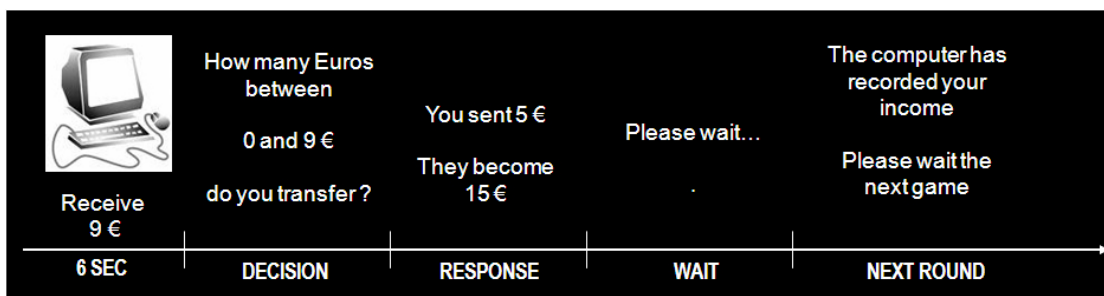 Receive
9 €
6 SEC
How many Euros
between
0 and 9 €
do you transfer ?
DECISION
You sent 5 €
They become
15 €
RESPONSE
Please wait...
.
WAIT
The computer has
recorded your
income
Please wait the
next game
NEXT ROUND